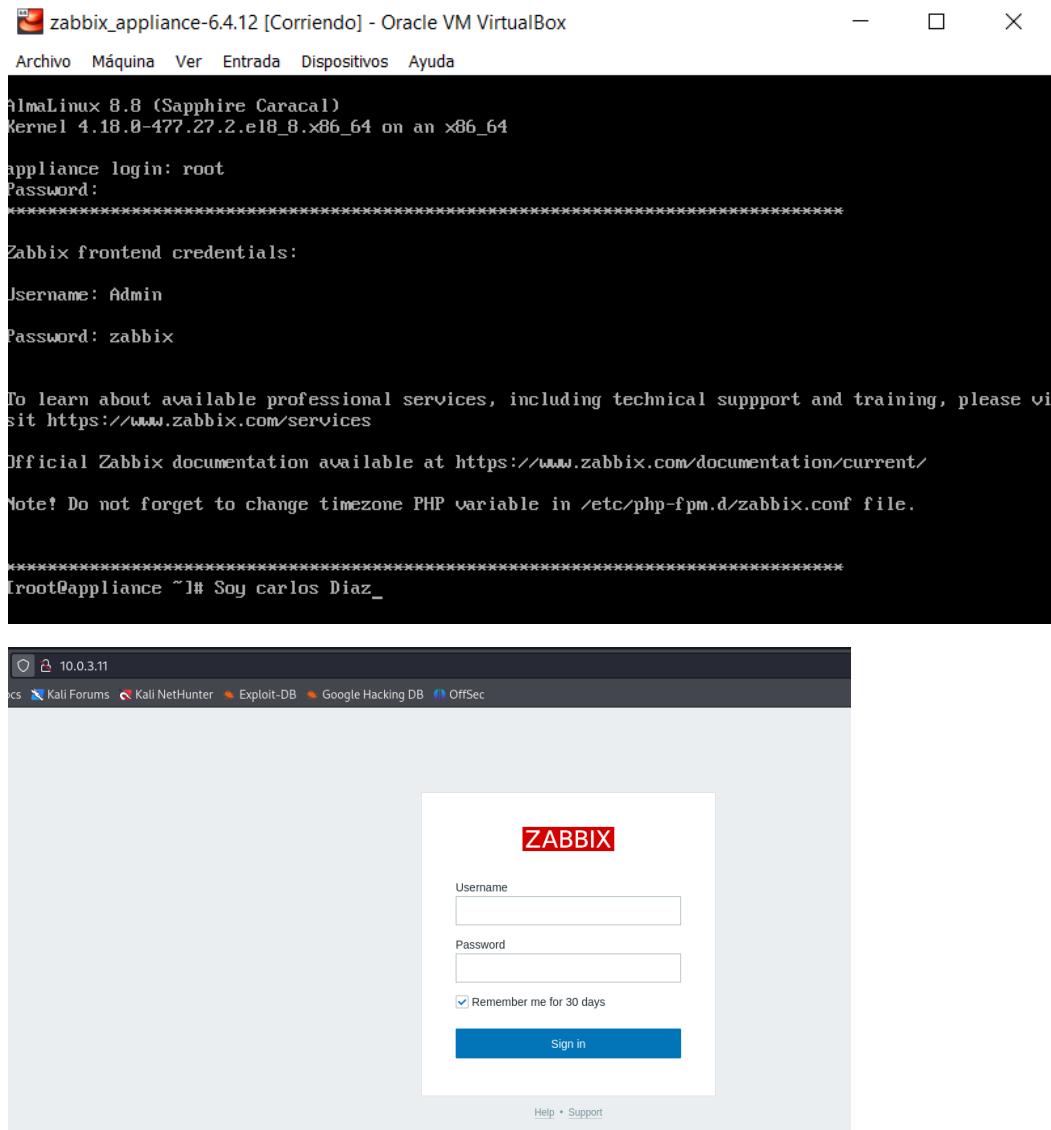 zabbix_appliance-6.4.12 [Corriendo] - Oracle VM VirtualBox
Archivo Máquina Ver Entrada Dispositivos Ayuda
AlmaLinux 8.8 (Sapphire Caracal)
Kernel 4.18.0-477.27.2.el8_8.x86_64 on an x86_64
appliance login: root
Password:
********************************************************************************
Zabbix frontend credentials:
Username: Admin
Password: zabbix
To learn about available professional services, including technical suppport and training, please vi
sit https://www.zabbix.com/services
Official Zabbix documentation available at https://www.zabbix.com/documentation/current/
Note! Do not forget to change timezone PHP variable in /etc/php-fpm.d/zabbix.conf file.
********************************************************************************
[root@appliance ~]# Soy carlos Diaz_
10.0.3.11
ocs Kali Forums Kali NetHunter Exploit-DB Google Hacking DB OffSec
ZABBIX
Username
Password
Remember me for 30 days
Sign in
Help • Support